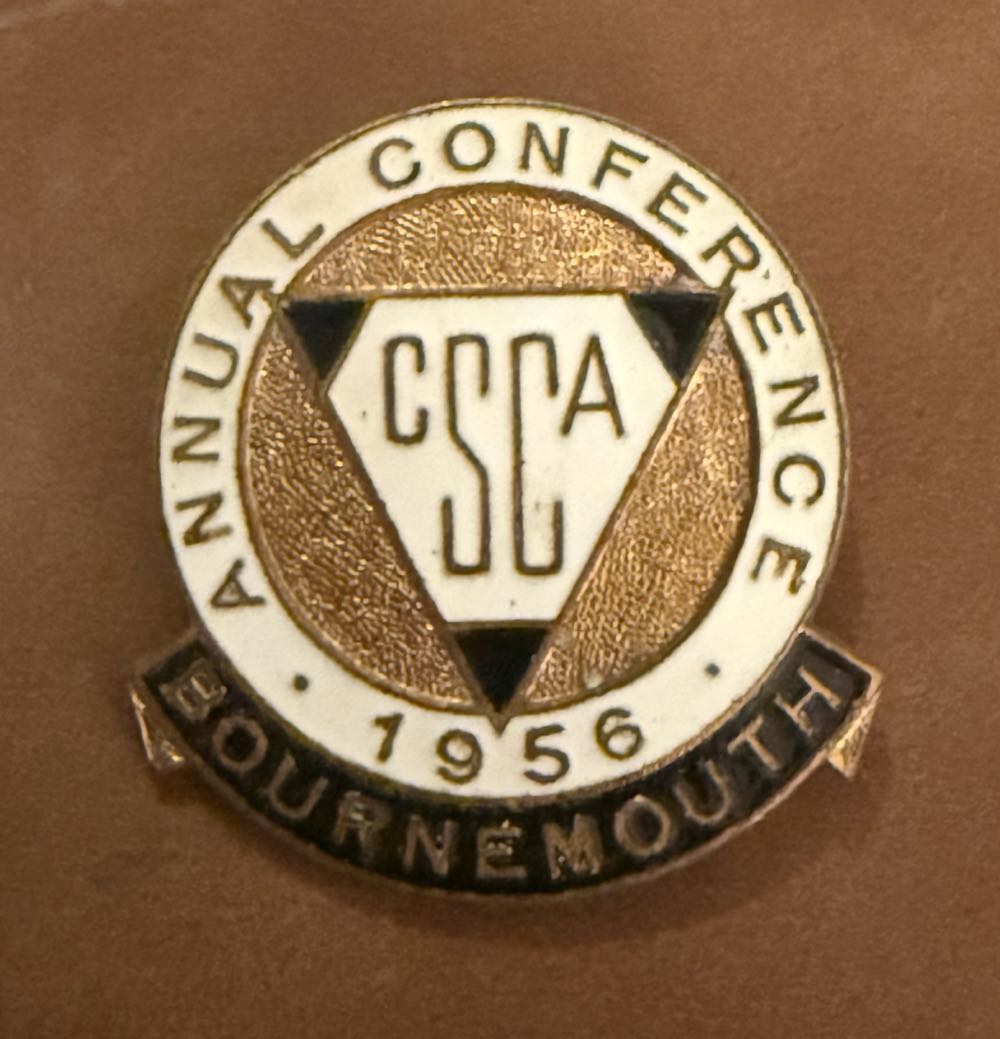 ANNUAL CONFERENCE
CSCA
· 1956 ·
BOURNEMOUTH